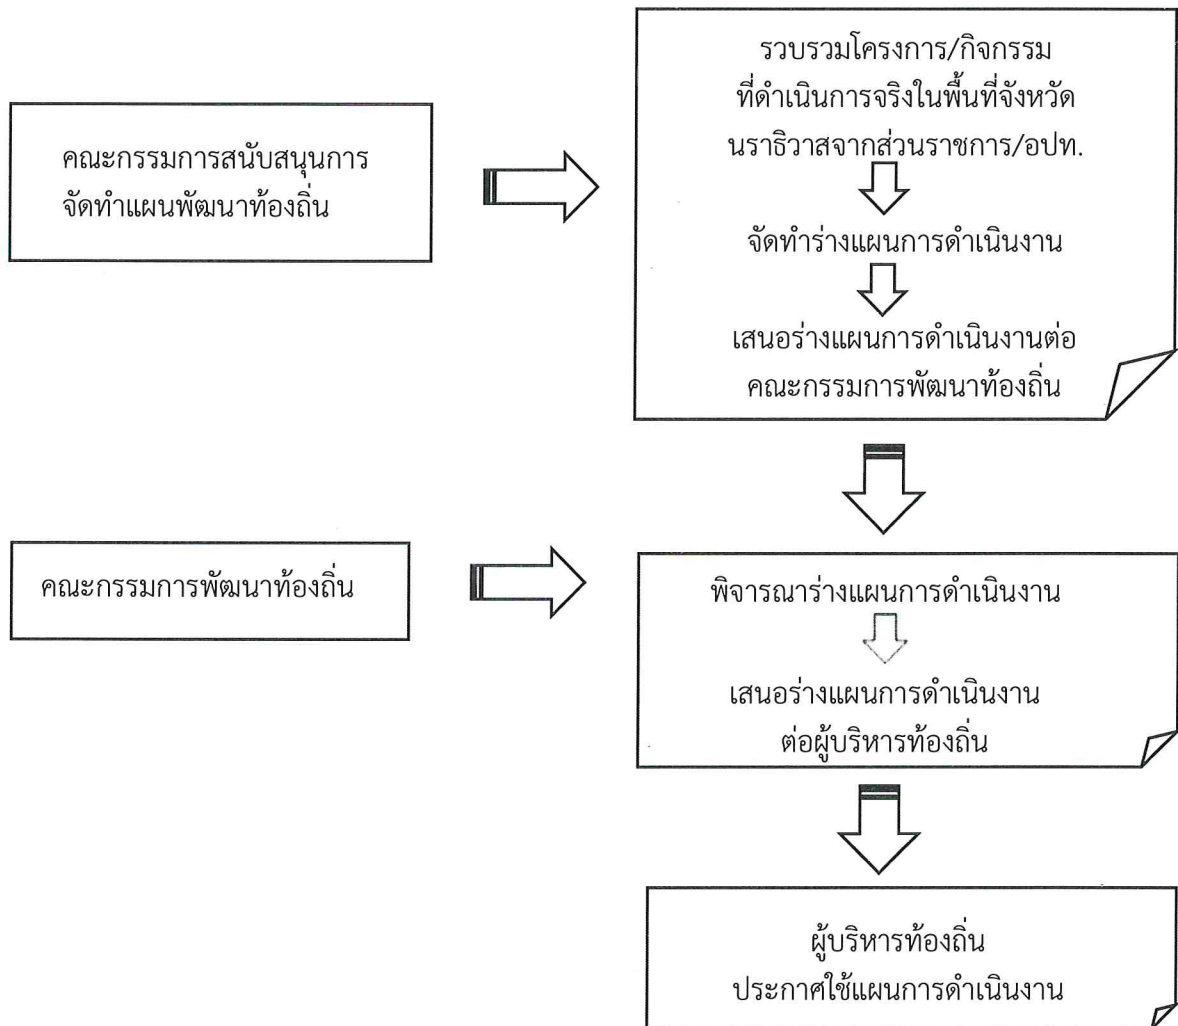 คณะกรรมการสนับสนุนการ
จัดทำแผนพัฒนาท้องถิ่น
รวบรวมโครงการ/กิจกรรม
ที่ดำเนินการจริงในพื้นที่จังหวัด
นราธิวาสจากส่วนราชการ/อปท.
จัดทำร่างแผนการดำเนินงาน
เสนอร่างแผนการดำเนินงานต่อ
คณะกรรมการพัฒนาท้องถิ่น
คณะกรรมการพัฒนาท้องถิ่น
พิจารณาร่างแผนการดำเนินงาน
เสนอร่างแผนการดำเนินงาน
ต่อผู้บริหารท้องถิ่น
ผู้บริหารท้องถิ่น
ประกาศใช้แผนการดำเนินงาน